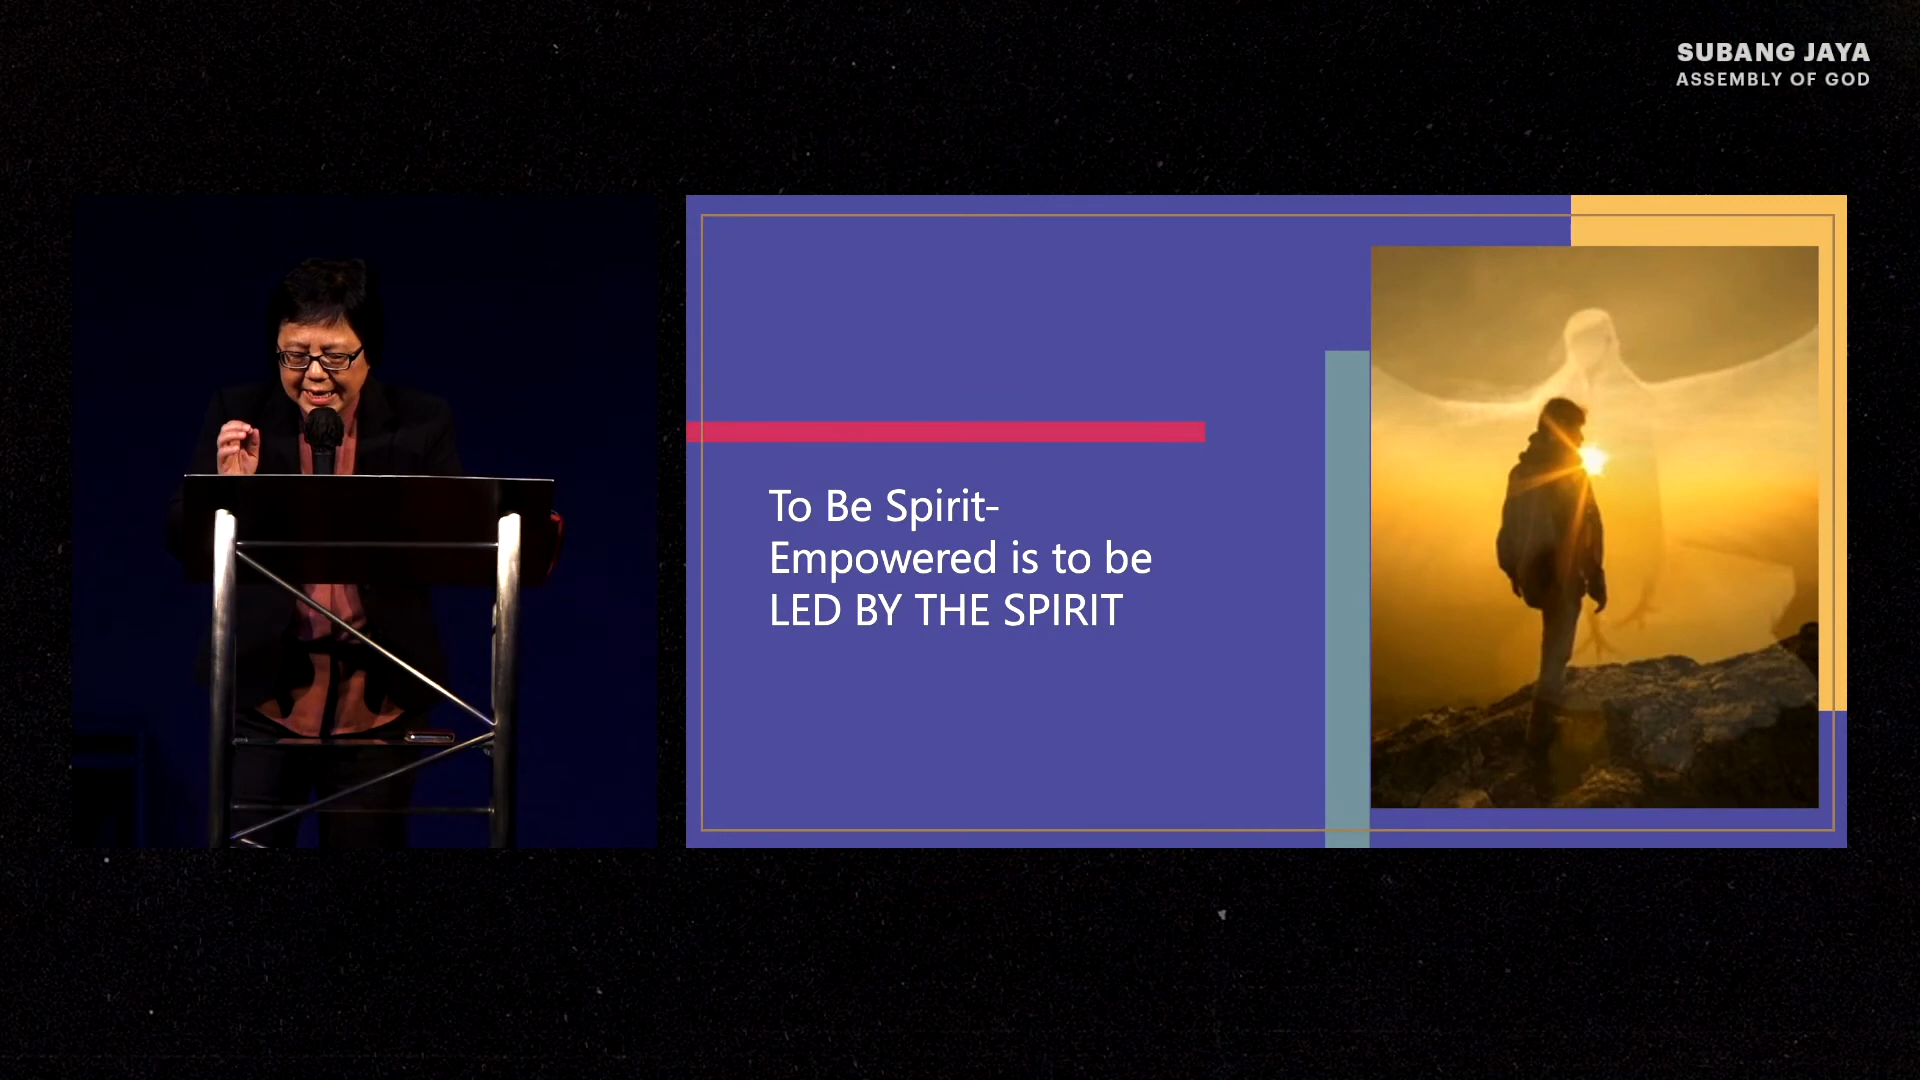 SUBANG JAYA
ASSEMBLY OF GOD
To Be Spirit-
Empowered is to be
LED BY THE SPIRIT